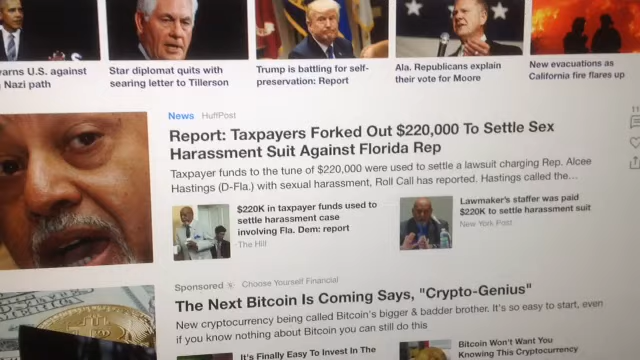 arns U.S. against
Nazi path
Star diplomat quits with
searing letter to Tillerson
Trump is battling for self-
preservation: Report
Ala. Republicans explain
their vote for Moore
New evacuations as
California fire flares up
News HuffPost
Report: Taxpayers Forked Out $220,000 To Settle Sex
Harassment Suit Against Florida Rep
Taxpayer funds to the tune of $220,000 were used to settle a lawsuit charging Rep. Alcee
Hastings (D-Fla.) with sexual harassment, Roll Call has reported. Hastings called the...
$220K in taxpayer funds used to
settle harassment case
involving Fla. Dem: report
The Hill
Lawmaker's staffer was paid
$220K to settle harassment suit
New York Post
Sponsored Choose Yourself Financial
The Next Bitcoin Is Coming Says, "Crypto-Genius"
New cryptocurrency being called Bitcoin's bigger & badder brother. It's so easy to start, even
if you know nothing about Bitcoin you can still do this
It's Finally Easy To Invest In The
Bitcoin Won't Want You
Knowing This Cryptocurrency